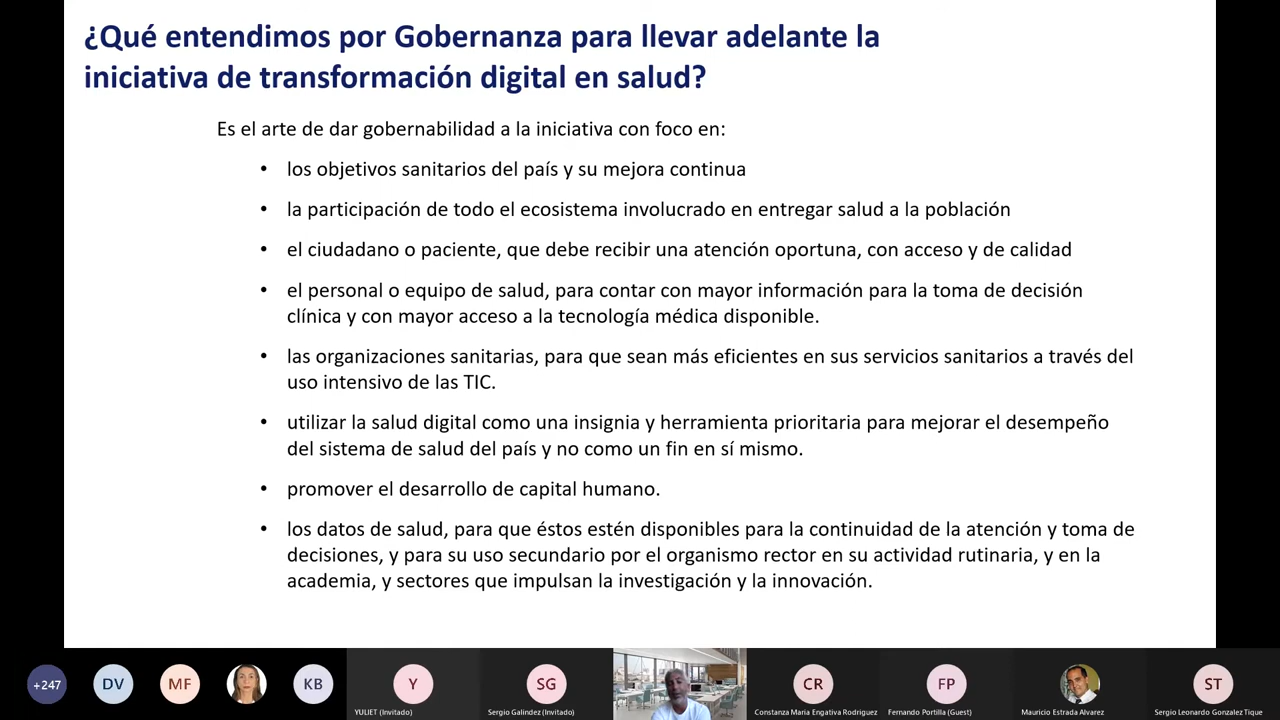 ¿Qué entendimos por Gobernanza para llevar adelante la
iniciativa de transformación digital en salud?
Es el arte de dar gobernabilidad a la iniciativa con foco en:
• los objetivos sanitarios del país y su mejora continua
• la participación de todo el ecosistema involucrado en entregar salud a la población
• el ciudadano o paciente, que debe recibir una atención oportuna, con acceso y de calidad
• el personal o equipo de salud, para contar con mayor información para la toma de decisión
clínica y con mayor acceso a la tecnología médica disponible.
• las organizaciones sanitarias, para que sean más eficientes en sus servicios sanitarios a través del
uso intensivo de las TIC.
• utilizar la salud digital como una insignia y herramienta prioritaria para mejorar el desempeño
del sistema de salud del país y no como un fin en sí mismo.
• promover el desarrollo de capital humano.
• los datos de salud, para que éstos estén disponibles para la continuidad de la atención y toma de
decisiones, y para su uso secundario por el organismo rector en su actividad rutinaria, y en la
academia, y sectores que impulsan la investigación y la innovación.
+247 DV MF KB Y SG CR FP ST
YULIET (Invitado) Sergio Galindez (Invitado) Constanza Maria Engativa Rodriguez Fernando Portilla (Guest) Mauricio Estrada Alvarez Sergio Leonardo Gonzalez Tique